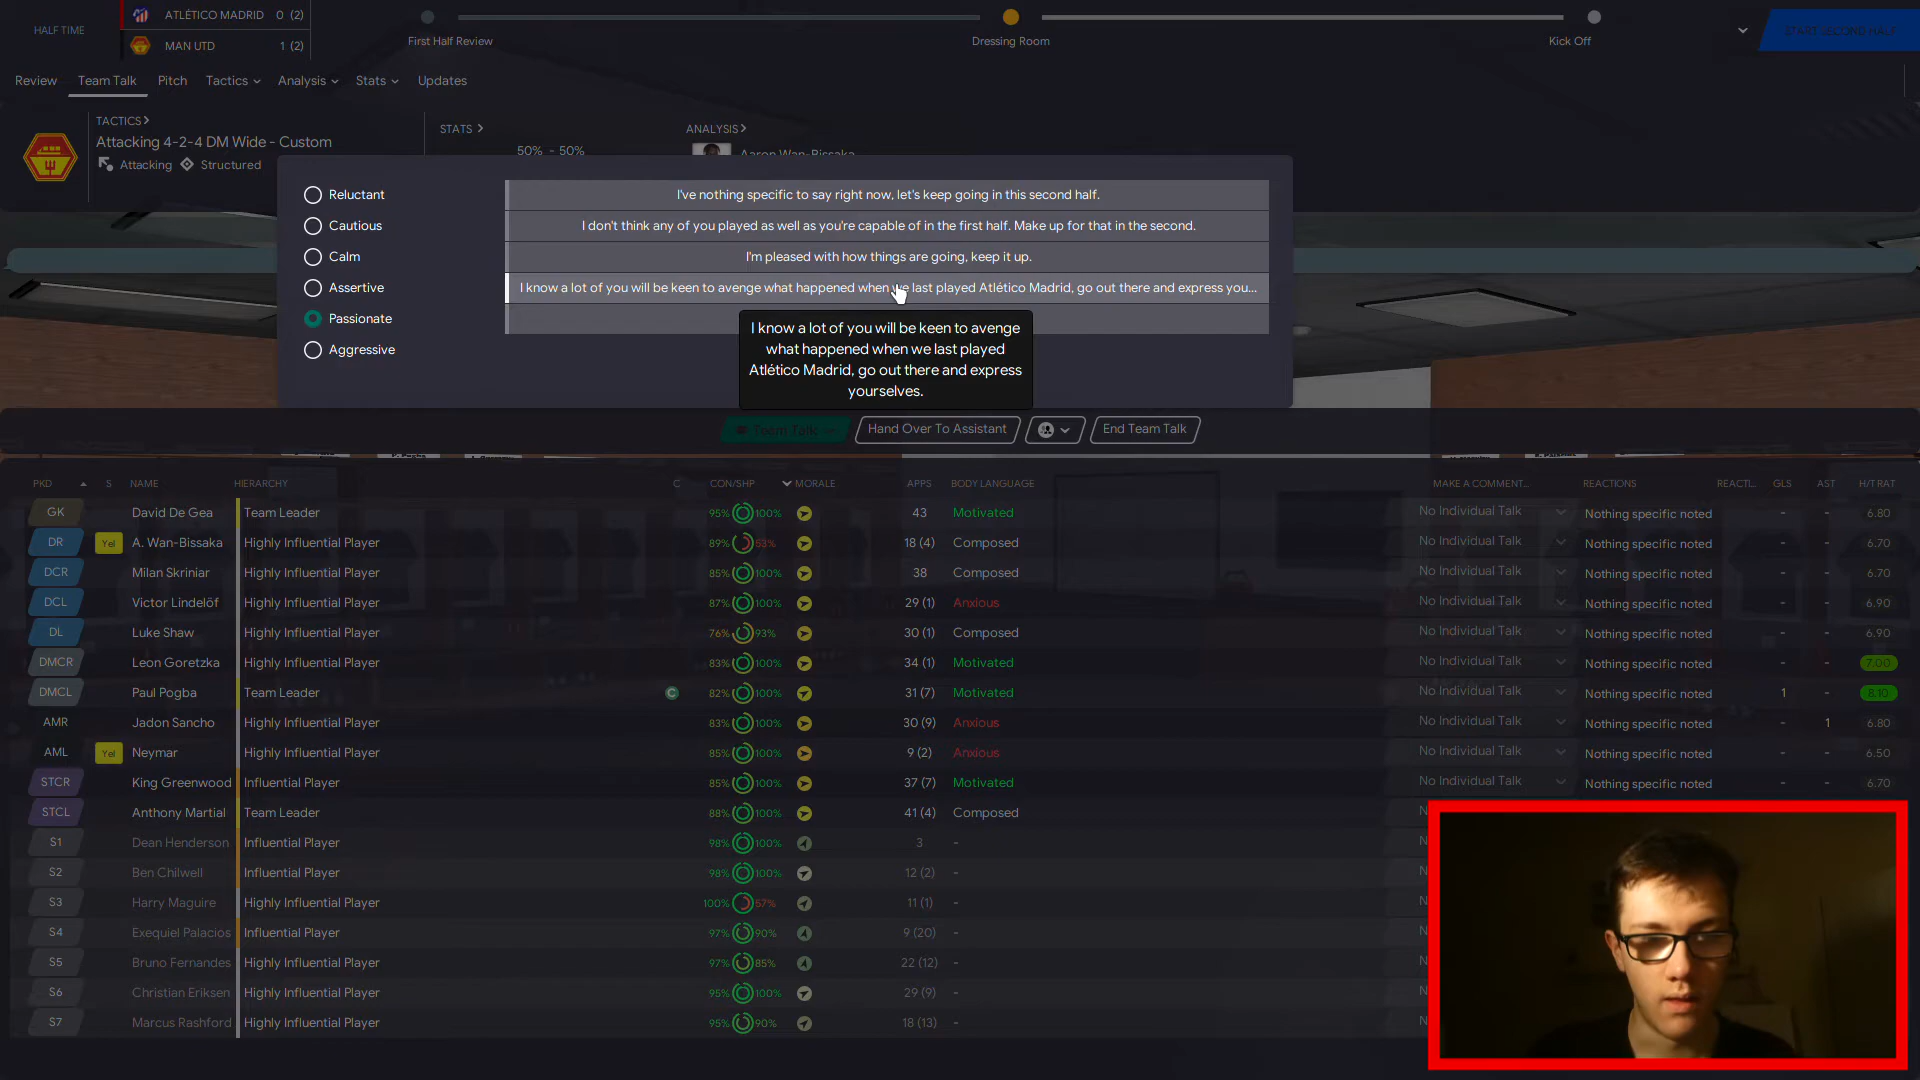 HALF TIME
ATLÉTICO MADRID 0 (2)
MAN UTD 1 (2)
First Half Review
Dressing Room
Kick Off
START SECOND HALF
Review Team Talk Pitch Tactics Analysis Stats Updates
TACTICS
Attacking 4-2-4 DM Wide - Custom
Attacking Structured
STATS
50% - 50%
ANALYSIS
Aaron Wan-Bissaka
Reluctant
Cautious
Calm
Assertive
Passionate
Aggressive
I've nothing specific to say right now, let's keep going in this second half.
I don't think any of you played as well as you're capable of in the first half. Make up for that in the second.
I'm pleased with how things are going, keep it up.
I know a lot of you will be keen to avenge what happened when we last played Atlético Madrid, go out there and express you...
I know a lot of you will be keen to avenge
what happened when we last played
Atlético Madrid, go out there and express
yourselves.
Team Talk Hand Over To Assistant End Team Talk
PKD S NAME HIERARCHY C CON/SHP MORALE APPS BODY LANGUAGE MAKE A COMMENT... REACTIONS REACTI... GLS AST H/T RAT
GK David De Gea Team Leader 95% 100% 43 Motivated No Individual Talk Nothing specific noted - - 6.80
DR Yel A. Wan-Bissaka Highly Influential Player 89% 53% 18 (4) Composed No Individual Talk Nothing specific noted - - 6.70
DCR Milan Skriniar Highly Influential Player 85% 100% 38 Composed No Individual Talk Nothing specific noted - - 6.70
DCL Victor Lindelöf Highly Influential Player 87% 100% 29 (1) Anxious No Individual Talk Nothing specific noted - - 6.90
DL Luke Shaw Highly Influential Player 76% 93% 30 (1) Composed No Individual Talk Nothing specific noted - - 6.90
DMCR Leon Goretzka Highly Influential Player 83% 100% 34 (1) Motivated No Individual Talk Nothing specific noted - - 7.00
DMCL Paul Pogba Team Leader C 82% 100% 31 (7) Motivated No Individual Talk Nothing specific noted 1 - 8.10
AMR Jadon Sancho Highly Influential Player 83% 100% 30 (9) Anxious No Individual Talk Nothing specific noted - 1 6.80
AML Yel Neymar Highly Influential Player 85% 100% 9 (2) Anxious No Individual Talk Nothing specific noted - - 6.50
STCR King Greenwood Influential Player 85% 100% 37 (7) Motivated No Individual Talk Nothing specific noted - - 6.70
STCL Anthony Martial Team Leader 88% 100% 41 (4) Composed N
S1 Dean Henderson Influential Player 98% 100% 3 - N
S2 Ben Chilwell Influential Player 98% 100% 12 (2) - N
S3 Harry Maguire Highly Influential Player 100% 57% 11 (1) - N
S4 Exequiel Palacios Influential Player 97% 90% 9 (20) - N
S5 Bruno Fernandes Highly Influential Player 97% 85% 22 (12) - N
S6 Christian Eriksen Highly Influential Player 95% 100% 29 (9) - N
S7 Marcus Rashford Highly Influential Player 95% 90% 18 (13) - N